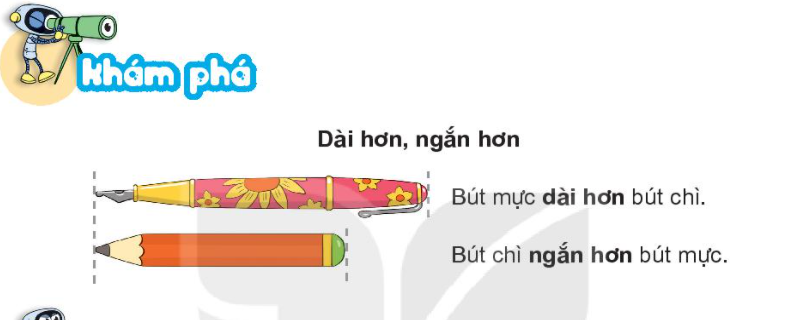 Khám phá
Dài hơn, ngắn hơn
Bút mực dài hơn bút chì.
Bút chì ngắn hơn bút mực.